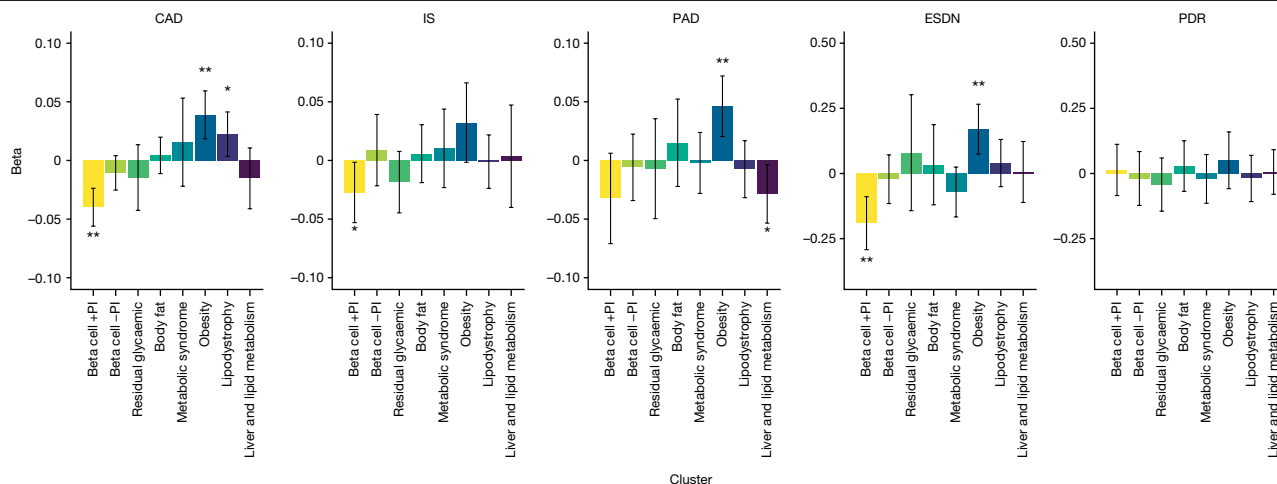 CAD
IS
PAD
ESDN
PDR
Beta
0.10
0.05
0
−0.05
−0.10
**
**
*
Beta cell +PI
Beta cell −PI
Residual glycaemic
Body fat
Metabolic syndrome
Obesity
Lipodystrophy
Liver and lipid metabolism
0.10
0.05
0
−0.05
−0.10
*
Beta cell +PI
Beta cell −PI
Residual glycaemic
Body fat
Metabolic syndrome
Obesity
Lipodystrophy
Liver and lipid metabolism
0.10
0.05
0
−0.05
−0.10
**
*
Beta cell +PI
Beta cell −PI
Residual glycaemic
Body fat
Metabolic syndrome
Obesity
Lipodystrophy
Liver and lipid metabolism
0.50
0.25
0
−0.25
**
**
Beta cell +PI
Beta cell −PI
Residual glycaemic
Body fat
Metabolic syndrome
Obesity
Lipodystrophy
Liver and lipid metabolism
0.50
0.25
0
−0.25
Beta cell +PI
Beta cell −PI
Residual glycaemic
Body fat
Metabolic syndrome
Obesity
Lipodystrophy
Liver and lipid metabolism
Cluster